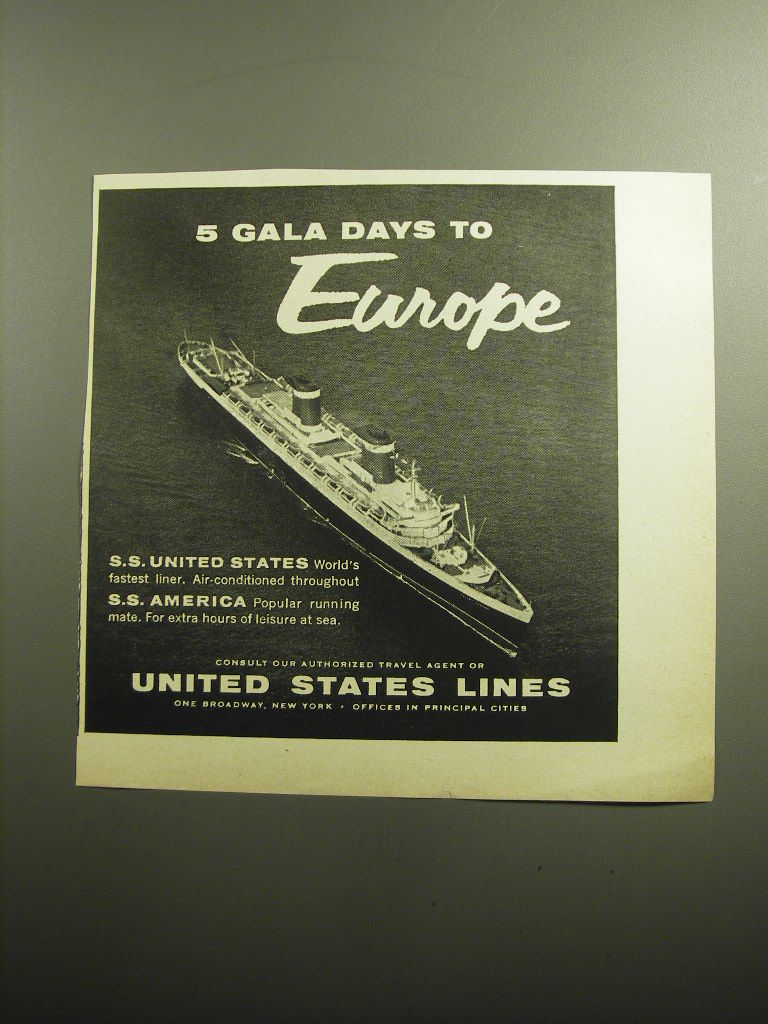 5 GALA DAYS TO
Europe
S.S. UNITED STATES World's
fastest liner. Air-conditioned throughout
S.S. AMERICA Popular running
mate. For extra hours of leisure at sea.
CONSULT OUR AUTHORIZED TRAVEL AGENT OR
UNITED STATES LINES
ONE BROADWAY, NEW YORK • OFFICES IN PRINCIPAL CITIES